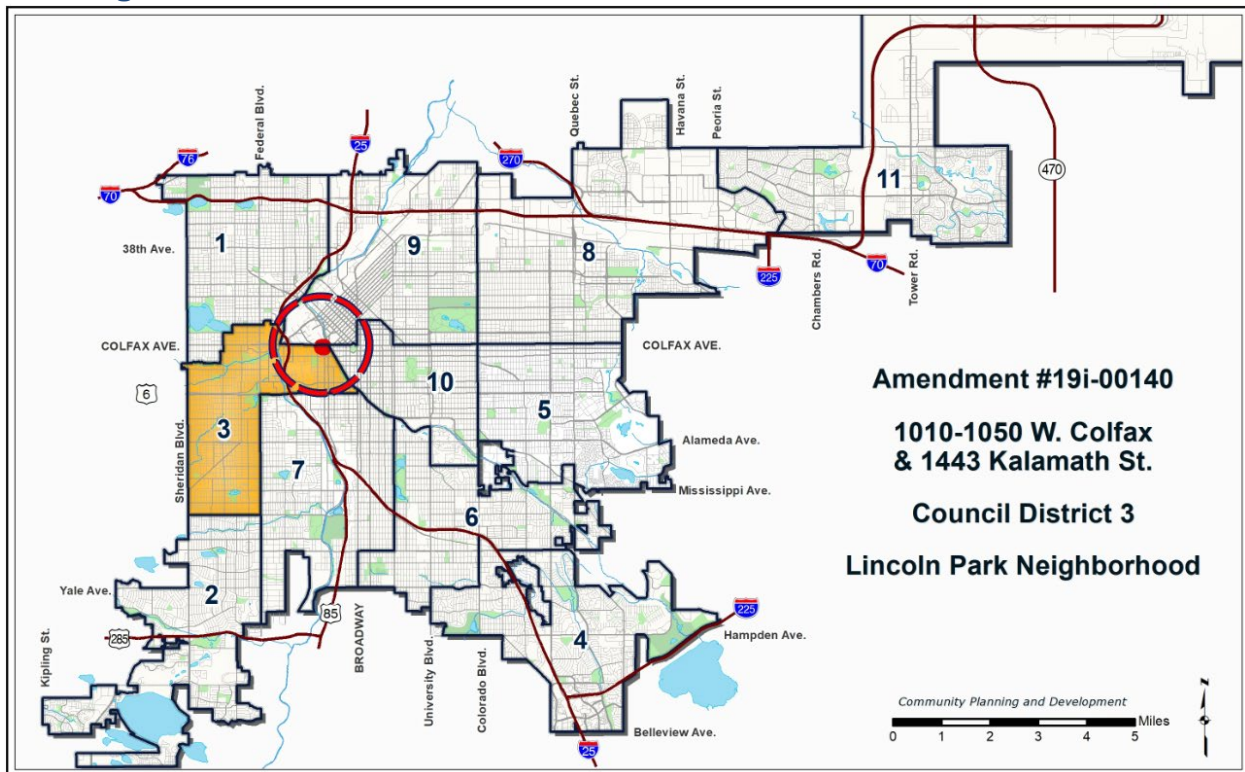 Federal Blvd.
Quebec St.
Havana St.
Peoria St.
76
25
270
70
470
11
1
9
8
38th Ave.
225
70
Chambers Rd.
Tower Rd.
COLFAX AVE.
COLFAX AVE.
6
10
5
3
Sheridan Blvd.
7
Alameda Ave.
Mississippi Ave.
6
2
Yale Ave.
85
BROADWAY
285
Kipling St.
University Blvd.
Colorado Blvd.
4
225
Hampden Ave.
Belleview Ave.
25
Amendment #19i-00140
1010-1050 W. Colfax
& 1443 Kalamath St.
Council District 3
Lincoln Park Neighborhood
Community Planning and Development
Miles
0 1 2 3 4 5
N